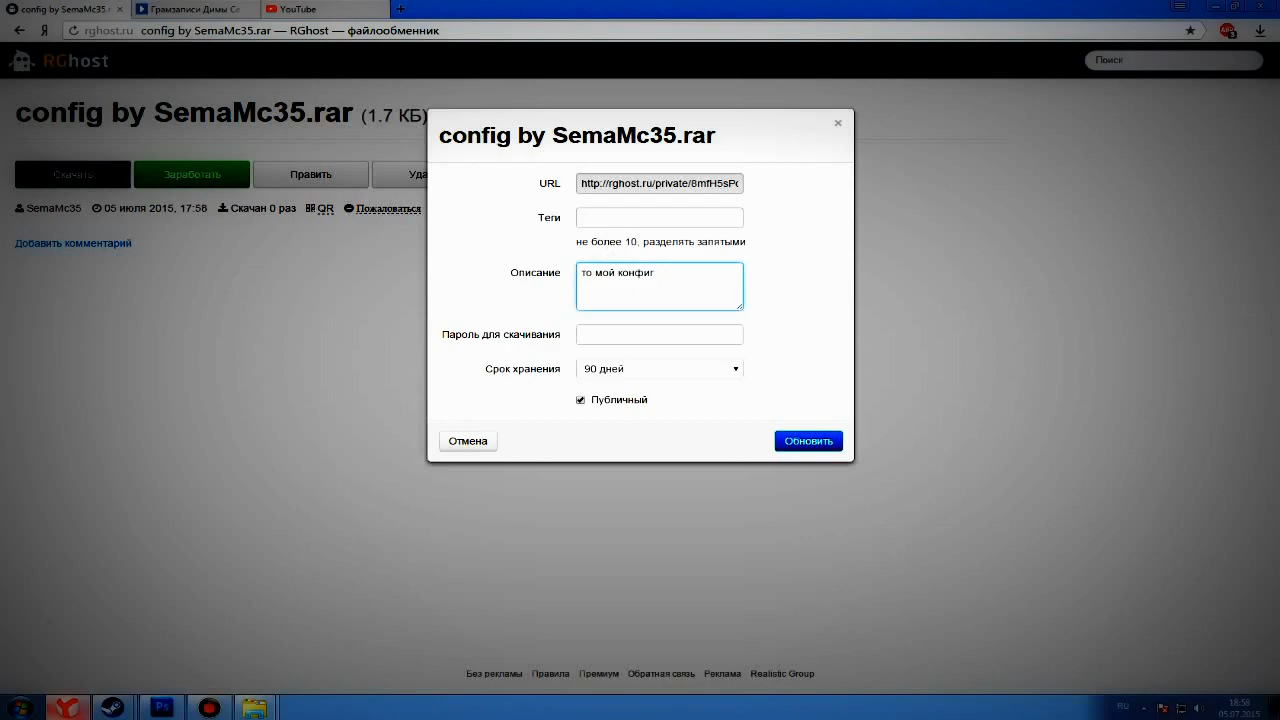 config by SemaMc35.r
Грамзаписи Димы Се
YouTube
rghost.ru config by SemaMc35.rar — RGhost — файлообменник
RGhost
Поиск
config by SemaMc35.rar (1.7 КБ)
config by SemaMc35.rar
URL
http://rghost.ru/private/8mfH5sP
Теги
не более 10, разделять запятыми
Описание
то мой конфиг
Пароль для скачивания
Срок хранения
90 дней
Публичный
Отмена
Обновить
Скачать
Заработать
Править
Уда
SemaMc35 05 июля 2015, 17:58 Скачан 0 раз QR Пожаловаться
Добавить комментарий
Без рекламы Правила Премиум Обратная связь Реклама Realistic Group
RU
18:58
05.07.2015